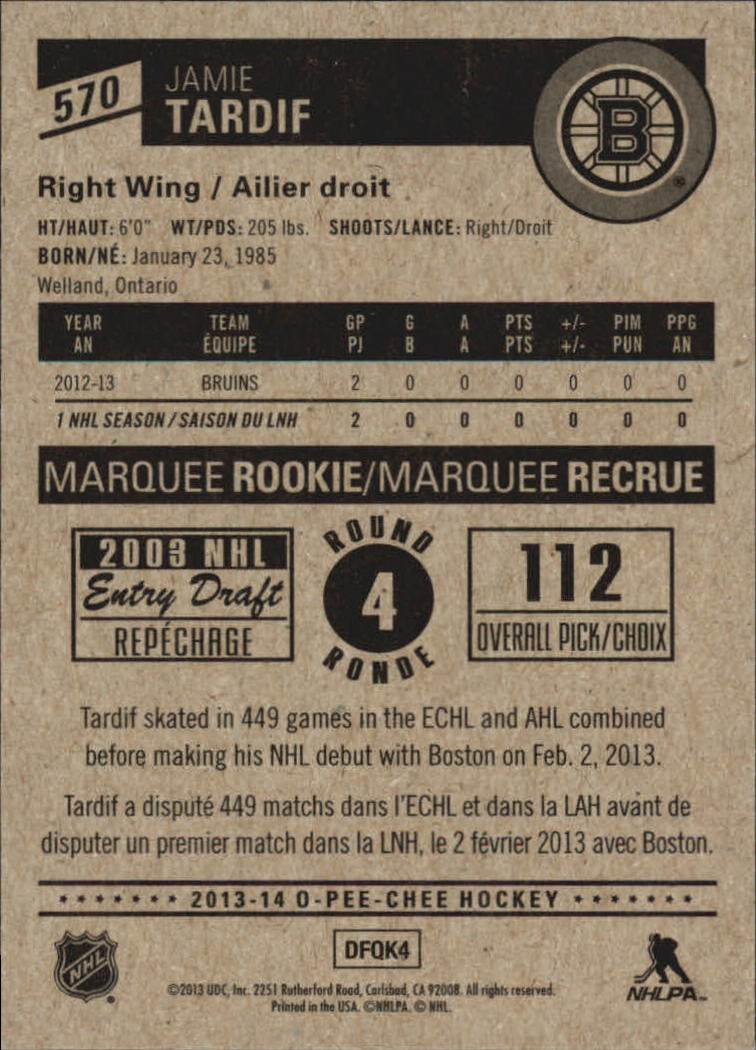 570
JAMIE
TARDIF
B
Right Wing / Ailier droit
HT/HAUT: 6'0" WT/PDS: 205 lbs. SHOOTS/LANCE: Right/Droit
BORN/NÉ: January 23, 1985
Welland, Ontario
YEAR TEAM GP G A PTS +/- PIM PPG
AN ÉQUIPE PJ B A PTS +/- PUN AN
2012-13 BRUINS 2 0 0 0 0 0 0
1 NHL SEASON / SAISON DU LNH 2 0 0 0 0 0 0
MARQUEE ROOKIE/MARQUEE RECRUE
2003 NHL
Entry Draft
REPÉCHAGE
ROUND
4
RONDE
112
OVERALL PICK/CHOIX
Tardif skated in 449 games in the ECHL and AHL combined
before making his NHL debut with Boston on Feb. 2, 2013.
Tardif a disputé 449 matchs dans l'ECHL et dans la LAH avant de
disputer un premier match dans la LNH, le 2 février 2013 avec Boston.
* * * * * * * 2013-14 O-PEE-CHEE HOCKEY * * * * * * *
NHL
DFQK4
NHLPA™
©2013 UDC, Inc. 2251 Rutherford Road, Carlsbad, CA 92008. All rights reserved.
Printed in the USA. ©NHLPA. © NHL.